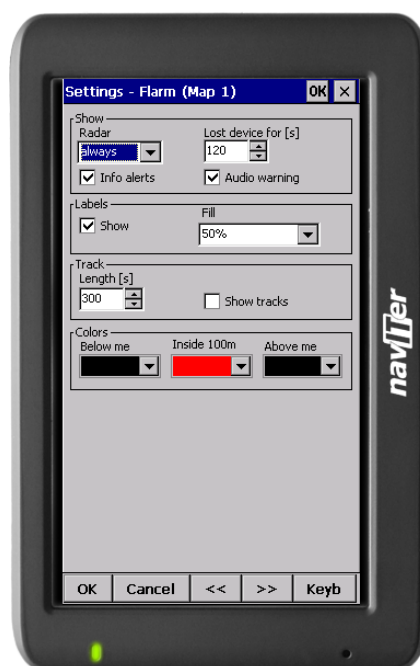 Settings - Flarm (Map 1) OK
Show
Radar Lost device for [s]
always 120
Info alerts Audio warning
Labels
Show Fill
50%
Track
Length [s]
300 Show tracks
Colors
Below me Inside 100m Above me
OK Cancel << >> Keyb
naviter